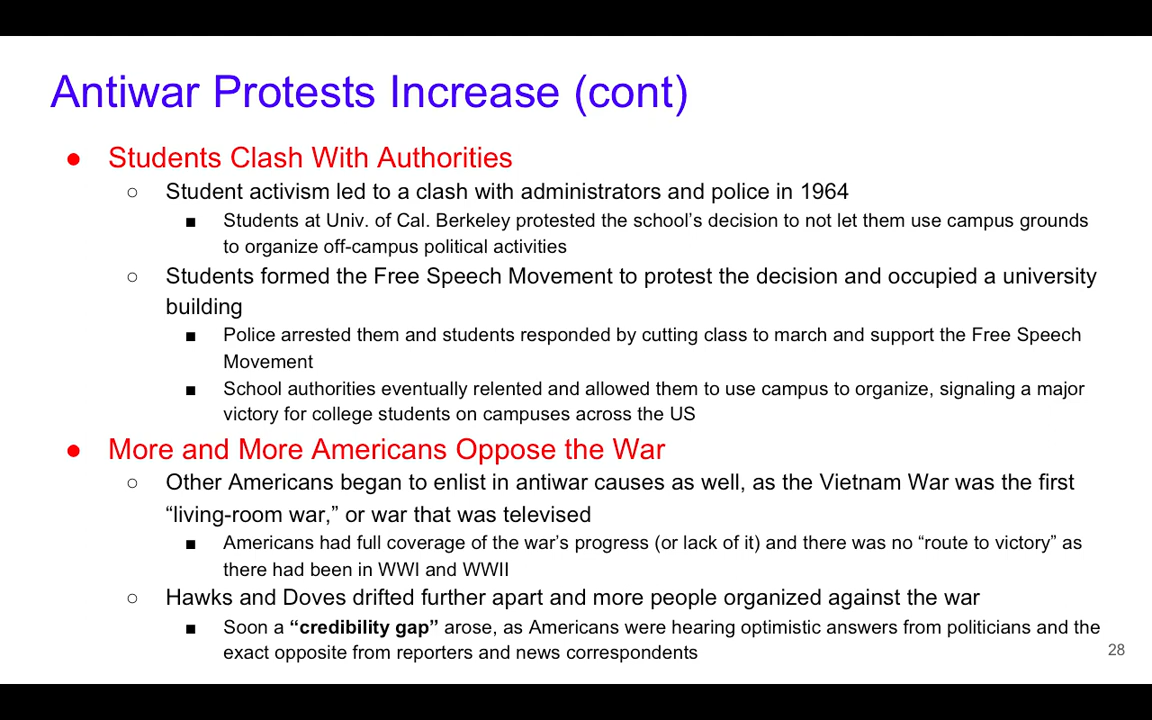 Antiwar Protests Increase (cont)
● Students Clash With Authorities
○ Student activism led to a clash with administrators and police in 1964
■ Students at Univ. of Cal. Berkeley protested the school’s decision to not let them use campus grounds
to organize off-campus political activities
○ Students formed the Free Speech Movement to protest the decision and occupied a university
building
■ Police arrested them and students responded by cutting class to march and support the Free Speech
Movement
■ School authorities eventually relented and allowed them to use campus to organize, signaling a major
victory for college students on campuses across the US
● More and More Americans Oppose the War
○ Other Americans began to enlist in antiwar causes as well, as the Vietnam War was the first
“living-room war,” or war that was televised
■ Americans had full coverage of the war’s progress (or lack of it) and there was no “route to victory” as
there had been in WWI and WWII
○ Hawks and Doves drifted further apart and more people organized against the war
■ Soon a “credibility gap” arose, as Americans were hearing optimistic answers from politicians and the
exact opposite from reporters and news correspondents
28